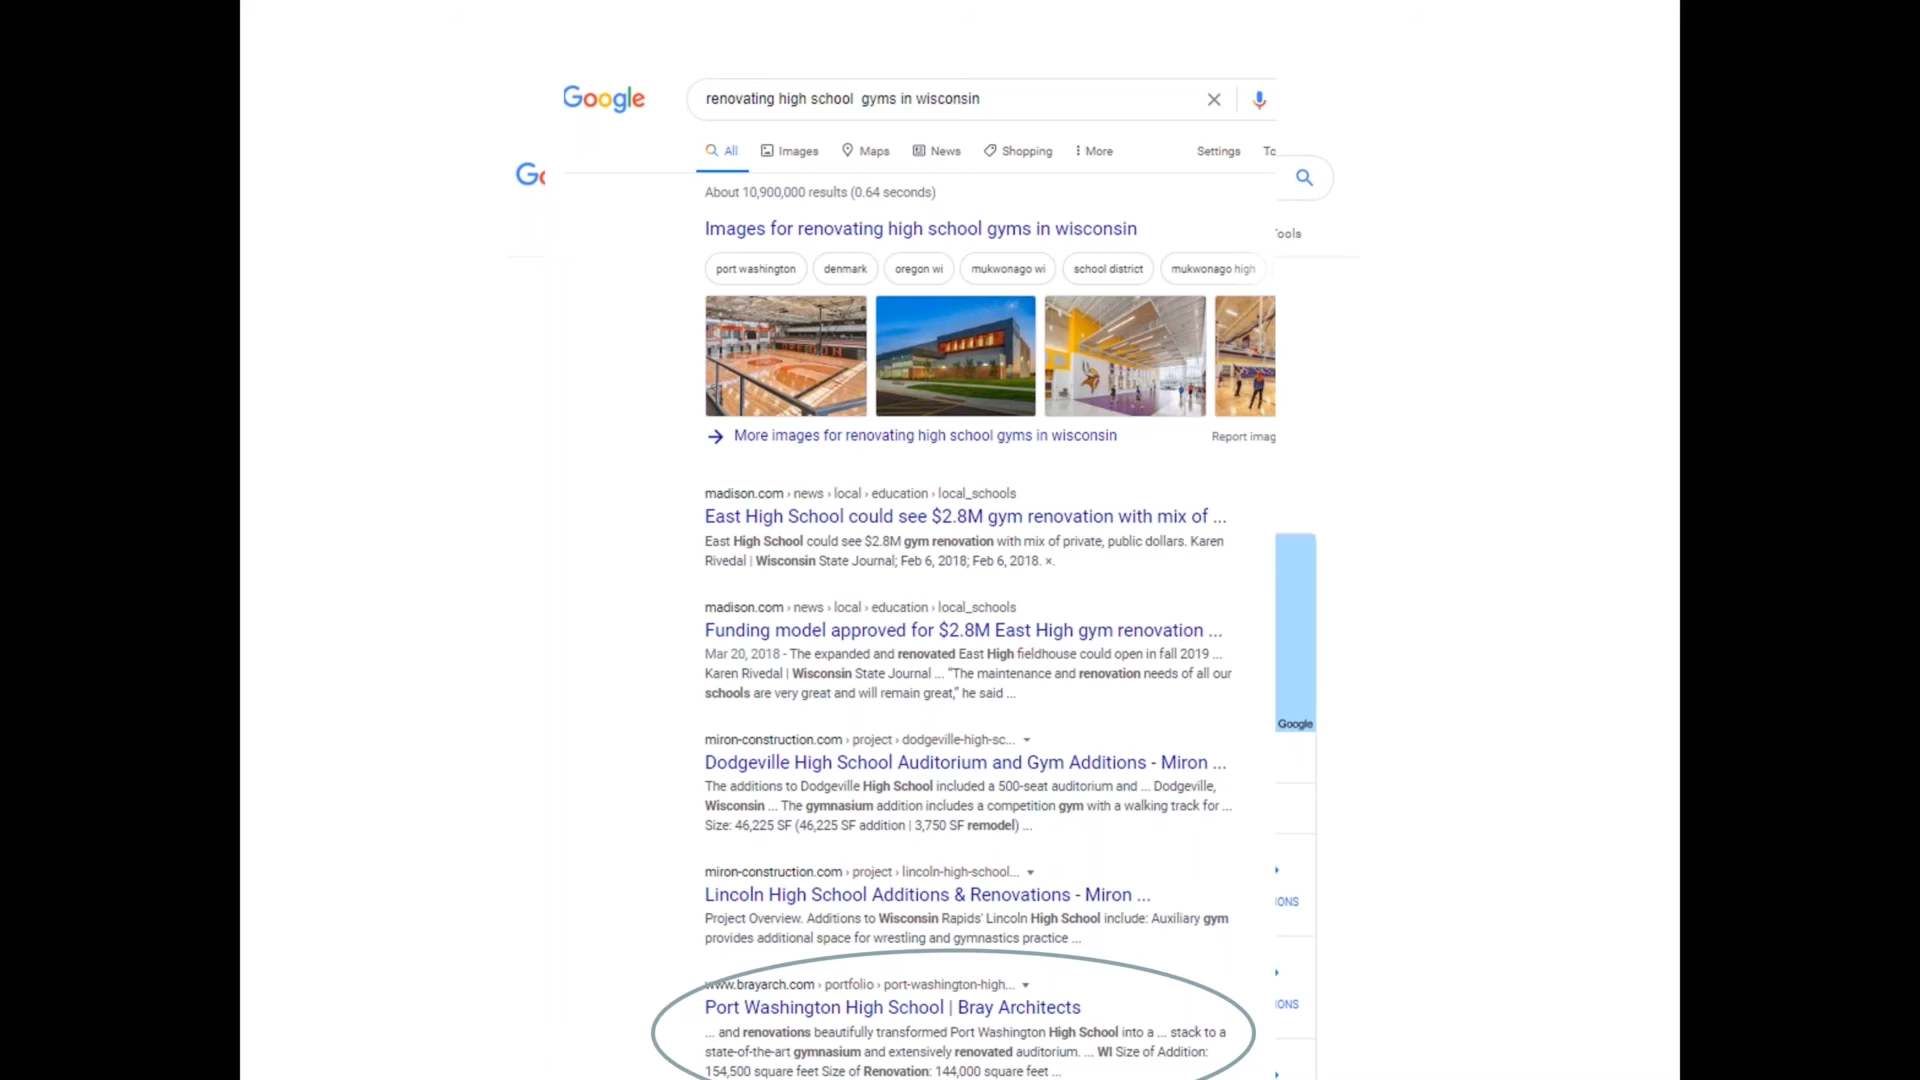 Google
renovating high school  gyms in wisconsin
All
Images
Maps
News
Shopping
More
Settings
To
Go
ools
About 10,900,000 results (0.64 seconds)
Images for renovating high school gyms in wisconsin
port washington
denmark
oregon wi
mukwonago wi
school district
mukwonago high
More images for renovating high school gyms in wisconsin
Report imag
madison.com › news › local › education › local_schools
East High School could see $2.8M gym renovation with mix of ...
East High School could see $2.8M gym renovation with mix of private, public dollars. Karen
Rivedal | Wisconsin State Journal; Feb 6, 2018; Feb 6, 2018. ×.
madison.com › news › local › education › local_schools
Funding model approved for $2.8M East High gym renovation ...
Mar 20, 2018 - The expanded and renovated East High fieldhouse could open in fall 2019 ...
Karen Rivedal | Wisconsin State Journal ... “The maintenance and renovation needs of all our
schools are very great and will remain great,” he said ...
Google
miron-construction.com › project › dodgeville-high-sc...
Dodgeville High School Auditorium and Gym Additions - Miron ...
The additions to Dodgeville High School included a 500-seat auditorium and ... Dodgeville,
Wisconsin ... The gymnasium addition includes a competition gym with a walking track for ...
Size: 46,225 SF (46,225 SF addition | 3,750 SF remodel) ...
miron-construction.com › project › lincoln-high-school...
Lincoln High School Additions & Renovations - Miron ...
IONS
Project Overview. Additions to Wisconsin Rapids' Lincoln High School include: Auxiliary gym
provides additional space for wrestling and gymnastics practice ...
www.brayarch.com › portfolio › port-washington-high...
Port Washington High School | Bray Architects
IONS
... and renovations beautifully transformed Port Washington High School into a ... stack to a
state-of-the-art gymnasium and extensively renovated auditorium. ... WI Size of Addition:
154,500 square feet Size of Renovation: 144,000 square feet ...